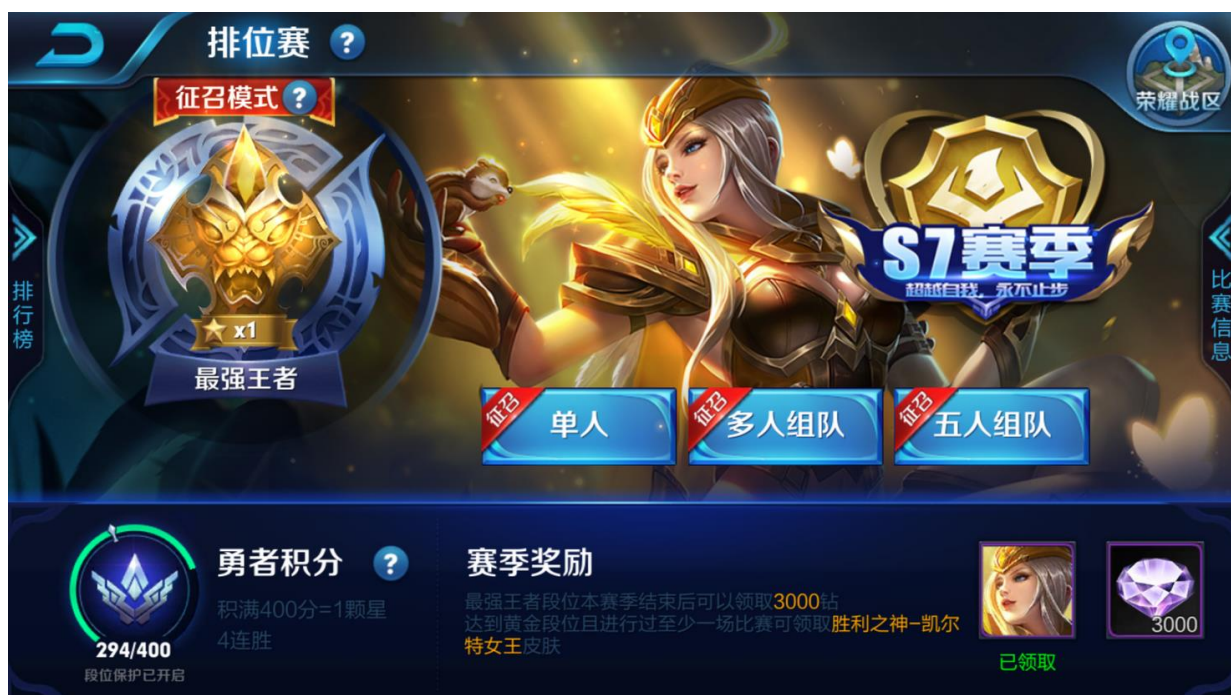 排位赛 ?
荣耀战区
征召模式 ?
x1
最强王者
排行榜
S7赛季
超越自我，永不止步
比赛信息
征召 单人
征召 多人组队
征召 五人组队
勇者积分 ?
积满400分=1颗星
4连胜
294/400
段位保护已开启
赛季奖励
最强王者段位本赛季结束后可以领取3000钻
达到黄金段位且进行过至少一场比赛可领取胜利之神-凯尔
特女王皮肤
已领取
3000